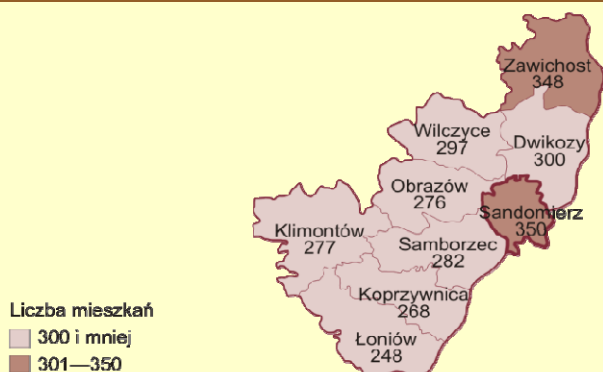 Zawichost
348
Wilczyce
297
Dwikozy
300
Obrazów
276
Sandomierz
350
Klimontów
277
Samborzec
282
Koprzywnica
268
Łoniów
248
Liczba mieszkań
300 i mniej
301—350